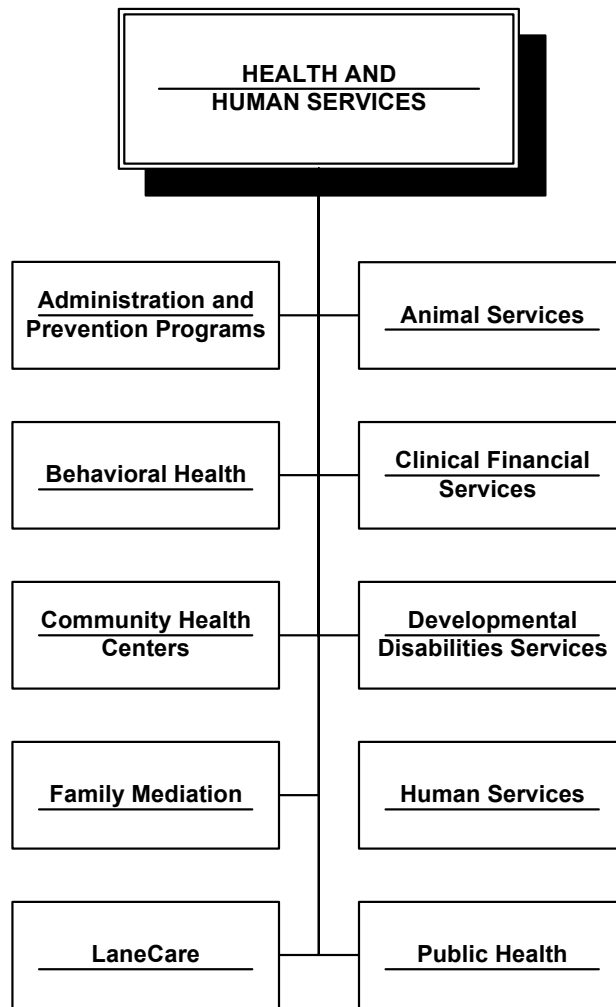 HEALTH AND
HUMAN SERVICES
Administration and
Prevention Programs
Animal Services
Behavioral Health
Clinical Financial
Services
Community Health
Centers
Developmental
Disabilities Services
Family Mediation
Human Services
LaneCare
Public Health